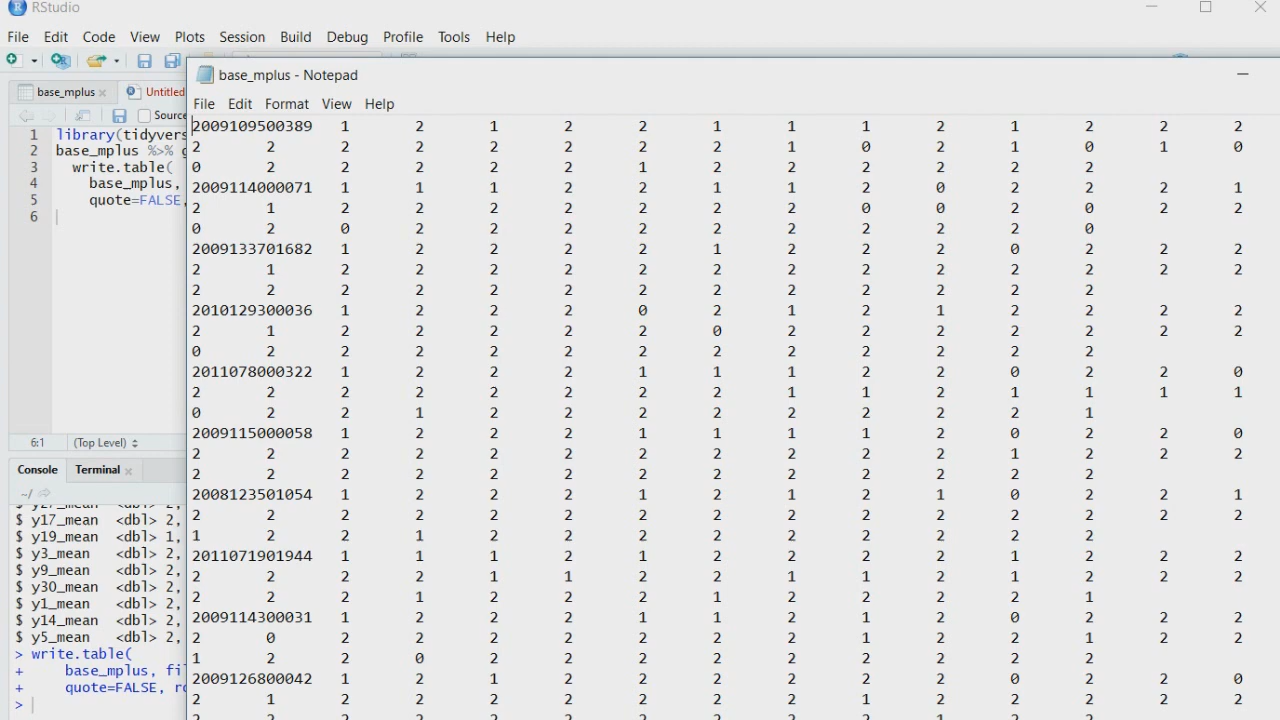 RStudio
File Edit Code View Plots Session Build Debug Profile Tools Help
base_mplus
Untitled
Source
1 library(tidyvers
2 base_mplus %>% g
3 write.table(
4 base_mplus,
5 quote=FALSE,
6
6:1 (Top Level)
Console Terminal
~/
$ y27_mean <dbl> 2,
$ y17_mean <dbl> 2,
$ y19_mean <dbl> 1,
$ y3_mean <dbl> 2,
$ y9_mean <dbl> 2,
$ y30_mean <dbl> 2,
$ y1_mean <dbl> 2,
$ y14_mean <dbl> 2,
$ y5_mean <dbl> 2,
> write.table(
+ base_mplus, fil
+ quote=FALSE, ro
>
base_mplus - Notepad
File Edit Format View Help
2009109500389 1 2 1 2 2 1 1 1 2 1 2 2 2
2 2 2 2 2 2 2 1 0 2 1 0 1 0
0 2 2 2 2 1 2 2 2 2 2 2
2009114000071 1 1 1 2 2 1 1 2 0 2 2 2 1
2 1 2 2 2 2 2 2 0 0 2 0 2 2
0 2 0 2 2 2 2 2 2 2 2 0
2009133701682 1 2 2 2 2 1 2 2 2 0 2 2 2
2 1 2 2 2 2 2 2 2 2 2 2 2 2
2 2 2 2 2 2 2 2 2 2 2 2
2010129300036 1 2 2 2 0 2 1 2 1 2 2 2 2
2 1 2 2 2 2 2 0 2 2 2 2 2 2 2
0 2 2 2 2 2 2 2 2 2 2 2
2011078000322 1 2 2 2 1 1 1 2 2 0 2 2 0
2 2 2 2 2 2 2 1 1 2 1 1 1 1
0 2 2 1 2 2 2 2 2 2 2 1
2009115000058 1 2 2 2 1 1 1 1 2 0 2 2 0
2 2 2 2 2 2 2 2 2 2 1 2 2 2
2 2 2 2 2 2 2 2 2 2 2 2
2008123501054 1 2 2 2 1 2 1 2 1 0 2 2 1
2 2 2 2 2 2 2 2 2 2 2 2 2 2
1 2 2 1 2 2 2 2 2 2 2 2
2011071901944 1 1 1 2 1 2 2 2 2 1 2 2 2
2 2 2 2 1 1 2 2 1 1 2 1 2 2 2
2 2 2 1 2 2 2 1 2 2 2 2 1
2009114300031 1 2 2 2 1 1 2 1 2 0 2 2 2
2 0 2 2 2 2 2 2 2 1 2 2 1 2 2
1 2 2 0 2 2 2 2 2 2 2 2
2009126800042 1 2 1 2 2 2 2 2 2 0 2 2 0
2 1 2 2 2 2 2 2 1 2 2 2 2 2